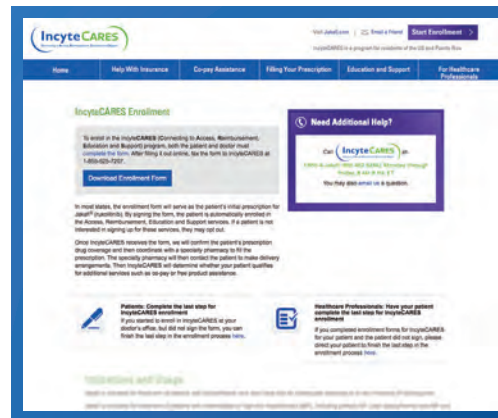 IncyteCARES
Visit Jakafi.com | Email a Friend Start Enrollment >
IncyteCARES is a program for residents of the US and Puerto Rico.
Home Help With Insurance Co-pay Assistance Filling Your Prescription Education and Support For Healthcare
Professionals
IncyteCARES Enrollment
To enroll in the IncyteCARES (Connecting to Access, Reimbursement,
Education and Support) program, both the patient and doctor must
complete the form. After filling it out online, fax the form to IncyteCARES at
Download Enrollment Form
Need Additional Help?
Call IncyteCARES at
You may also email us a question.
In most states, the enrollment form will serve as the patient's initial prescription for
Jakafi® (ruxolitinib). By signing the form, the patient is automatically enrolled in
the Access, Reimbursement, Education and Support services. If a patient is not
interested in signing up for these services, they may opt out.
Once IncyteCARES receives the form, we will confirm the patient's prescription
drug coverage and then coordinate with a specialty pharmacy to fill the
prescription. The specialty pharmacy will then contact the patient to make delivery
arrangements. Then IncyteCARES will determine whether your patient qualifies
for additional services such as co-pay or free product assistance.
Patients: Complete the
last step for
IncyteCARES enrollment
If you started to enroll in
IncyteCARES at your
doctor's office, but did
not sign the form, you can
finish the last step in the
enrollment process here.
Healthcare Professionals: Have your patient
complete the last step for IncyteCARES
enrollment
If you completed enrollment forms for IncyteCARES
for your patient and the patient did not sign, please
direct your patient to finish the last step in the
enrollment process here.
Indications and Usage